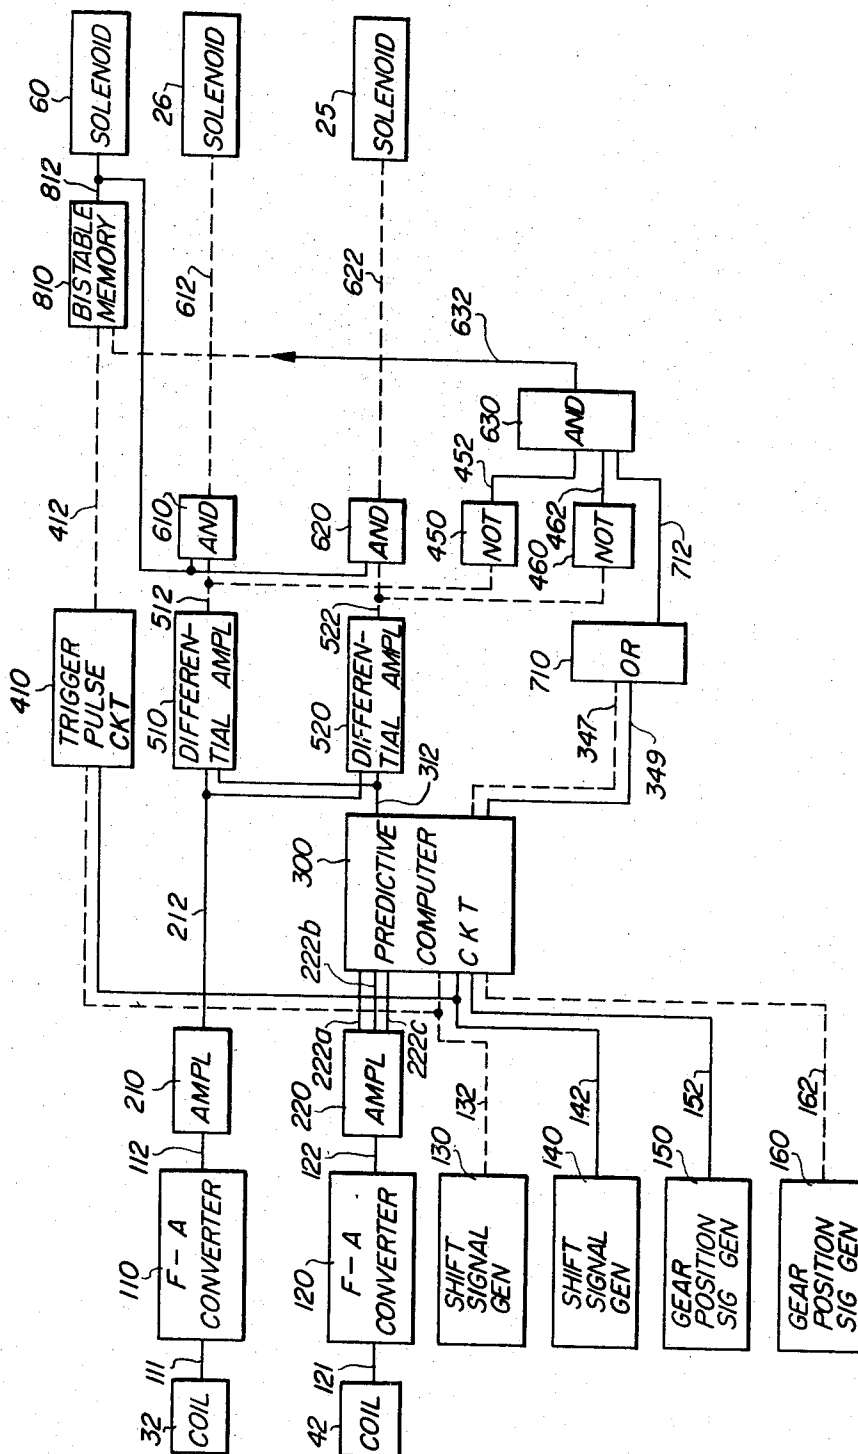 32
COIL
111
110
F-A
CONVERTER
112
210
AMPL
212
410
TRIGGER
PULSE
CKT
412
510
DIFFEREN-
TIAL AMPL
512
610
AND
612
810
BISTABLE
MEMORY
812
60
SOLENOID
26
SOLENOID
42
COIL
121
120
F-A
CONVERTER
122
220
AMPL
222a
222b
222c
300
PREDICTIVE
COMPUTER
CKT
312
520
DIFFEREN-
TIAL AMPL
522
620
AND
622
25
SOLENOID
130
SHIFT
SIGNAL
GEN
132
140
SHIFT
SIGNAL
GEN
142
150
GEAR
POSITION
SIG GEN
152
160
GEAR
POSITION
SIG GEN
162
347
349
710
OR
712
450
NOT
452
460
NOT
462
630
AND
632